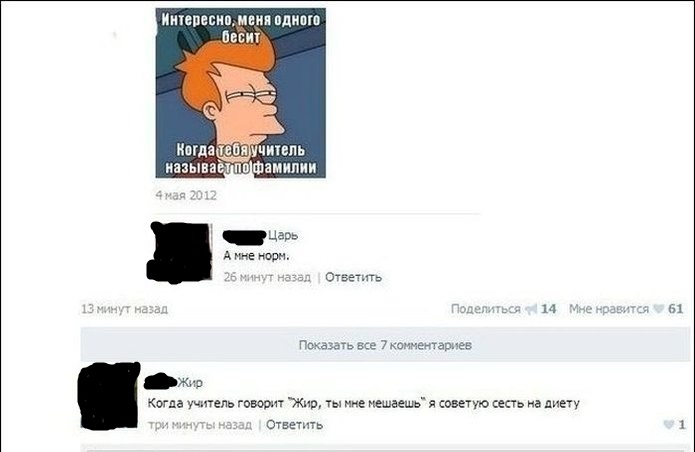 Интересно, меня одного
бесит
Когда тебя учитель
называет по фамилии
4 мая 2012
Царь
А мне норм.
26 минут назад | Ответить
13 минут назад
Поделиться 14 Мне нравится 61
Показать все 7 комментариев
Жир
Когда учитель говорит "Жир, ты мне мешаешь" я советую сесть на диету
три минуты назад | Ответить
1